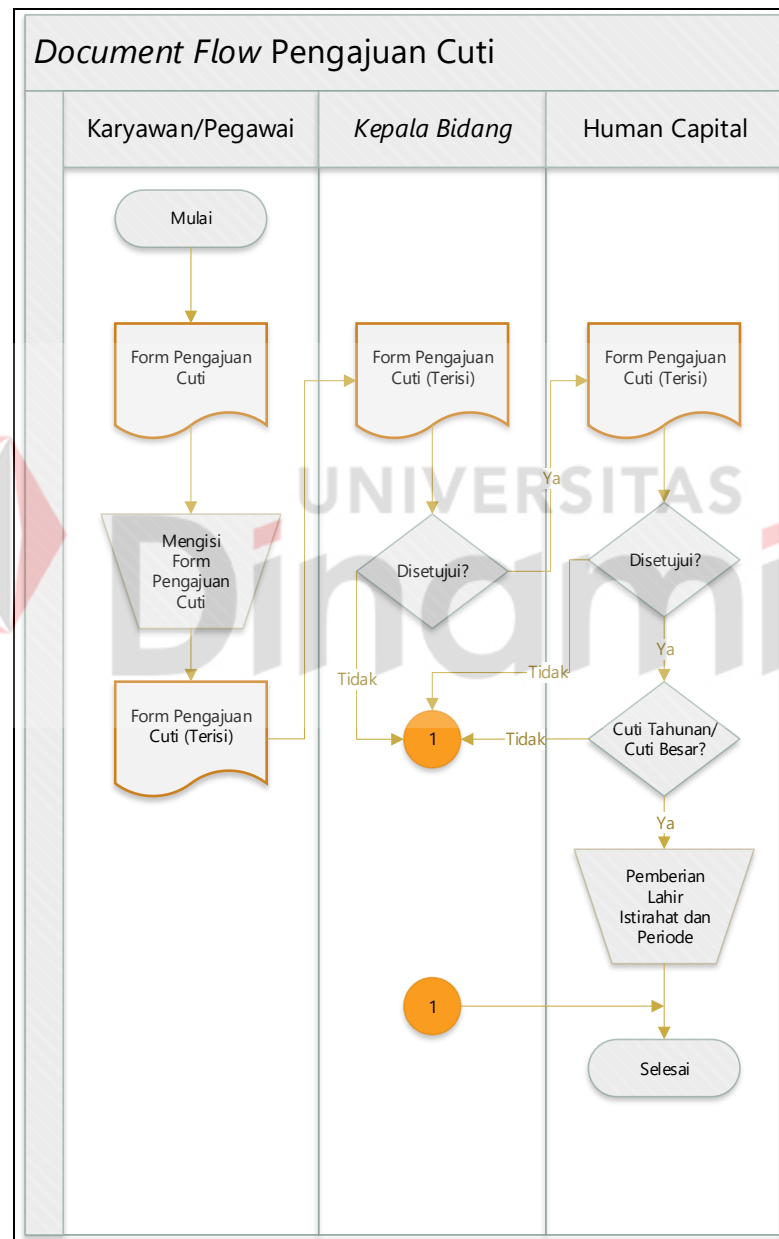 Document Flow Pengajuan Cuti
Karyawan/Pegawai
Kepala Bidang
Human Capital
Mulai
Form Pengajuan
Cuti
Form Pengajuan
Cuti (Terisi)
Form Pengajuan
Cuti (Terisi)
Ya
UNIVERSITAS
Dinami
Mengisi
Form
Pengajuan
Cuti
Disetujui?
Disetujui?
Ya
Tidak
Tidak
Form Pengajuan
Cuti (Terisi)
1
Tidak
Cuti Tahunan/
Cuti Besar?
Ya
Pemberian
Lahir
Istirahat dan
Periode
1
Selesai